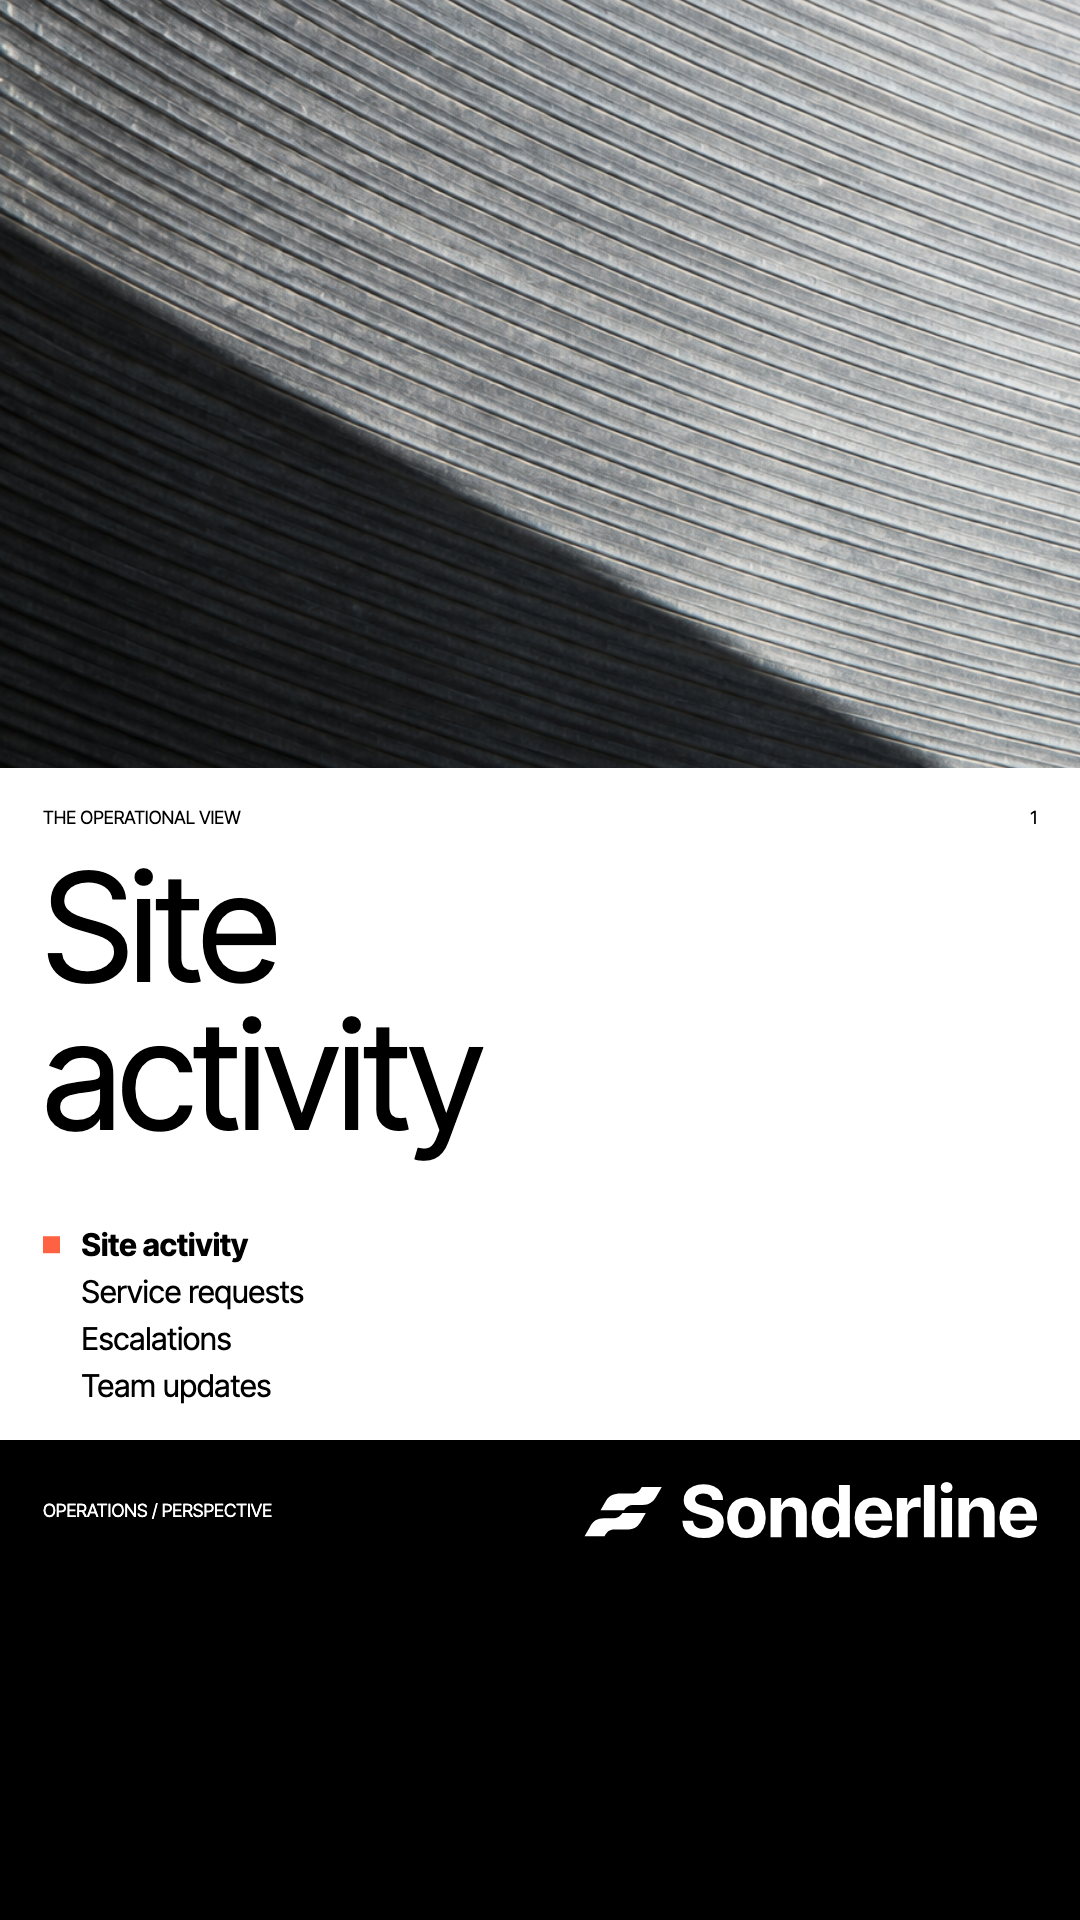 THE OPERATIONAL VIEW
1
Site
activity
Site activity
Service requests
Escalations
Team updates
OPERATIONS / PERSPECTIVE
Sonderline